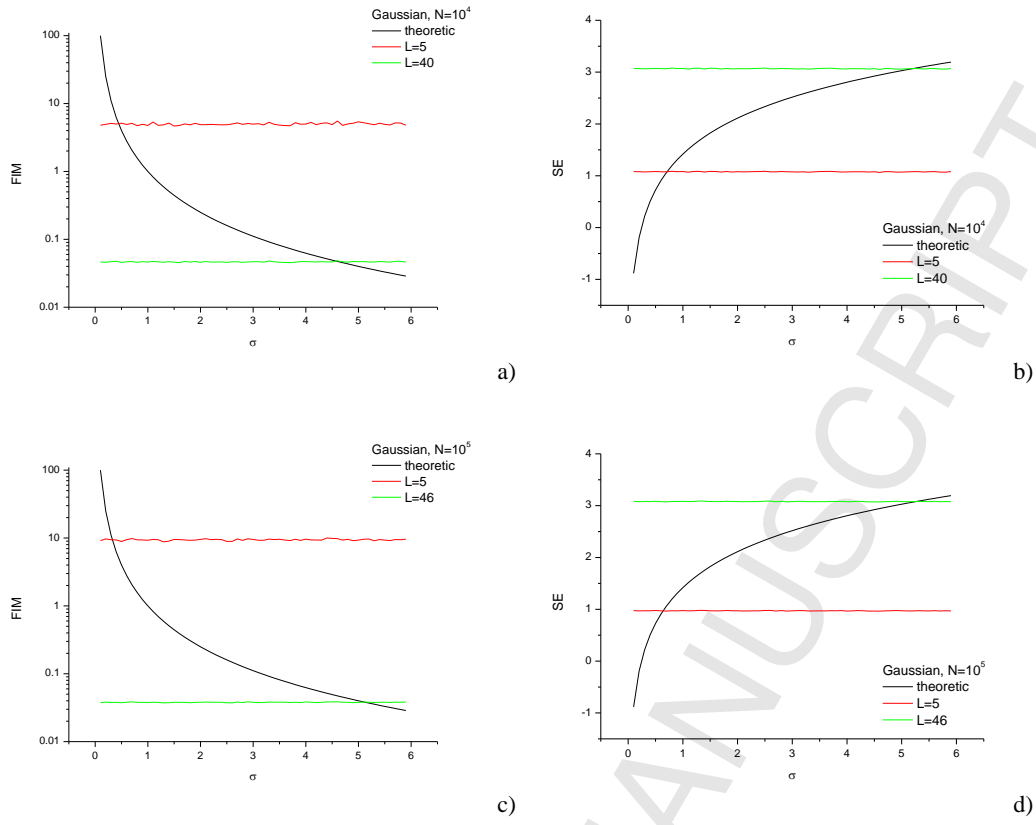 Gaussian, N=10^4
theoretic
L=5
L=40
100
10
1
0.1
0.01
FIM
0 1 2 3 4 5 6
σ
a)
4
3
2
1
0
-1
SE
Gaussian, N=10^4
theoretic
L=5
L=40
0 1 2 3 4 5 6
σ
b)
Gaussian, N=10^5
theoretic
L=5
L=46
100
10
1
0.1
0.01
FIM
0 1 2 3 4 5 6
σ
c)
4
3
2
1
0
-1
SE
Gaussian, N=10^5
theoretic
L=5
L=46
0 1 2 3 4 5 6
σ
d)
ANUSCRIPT